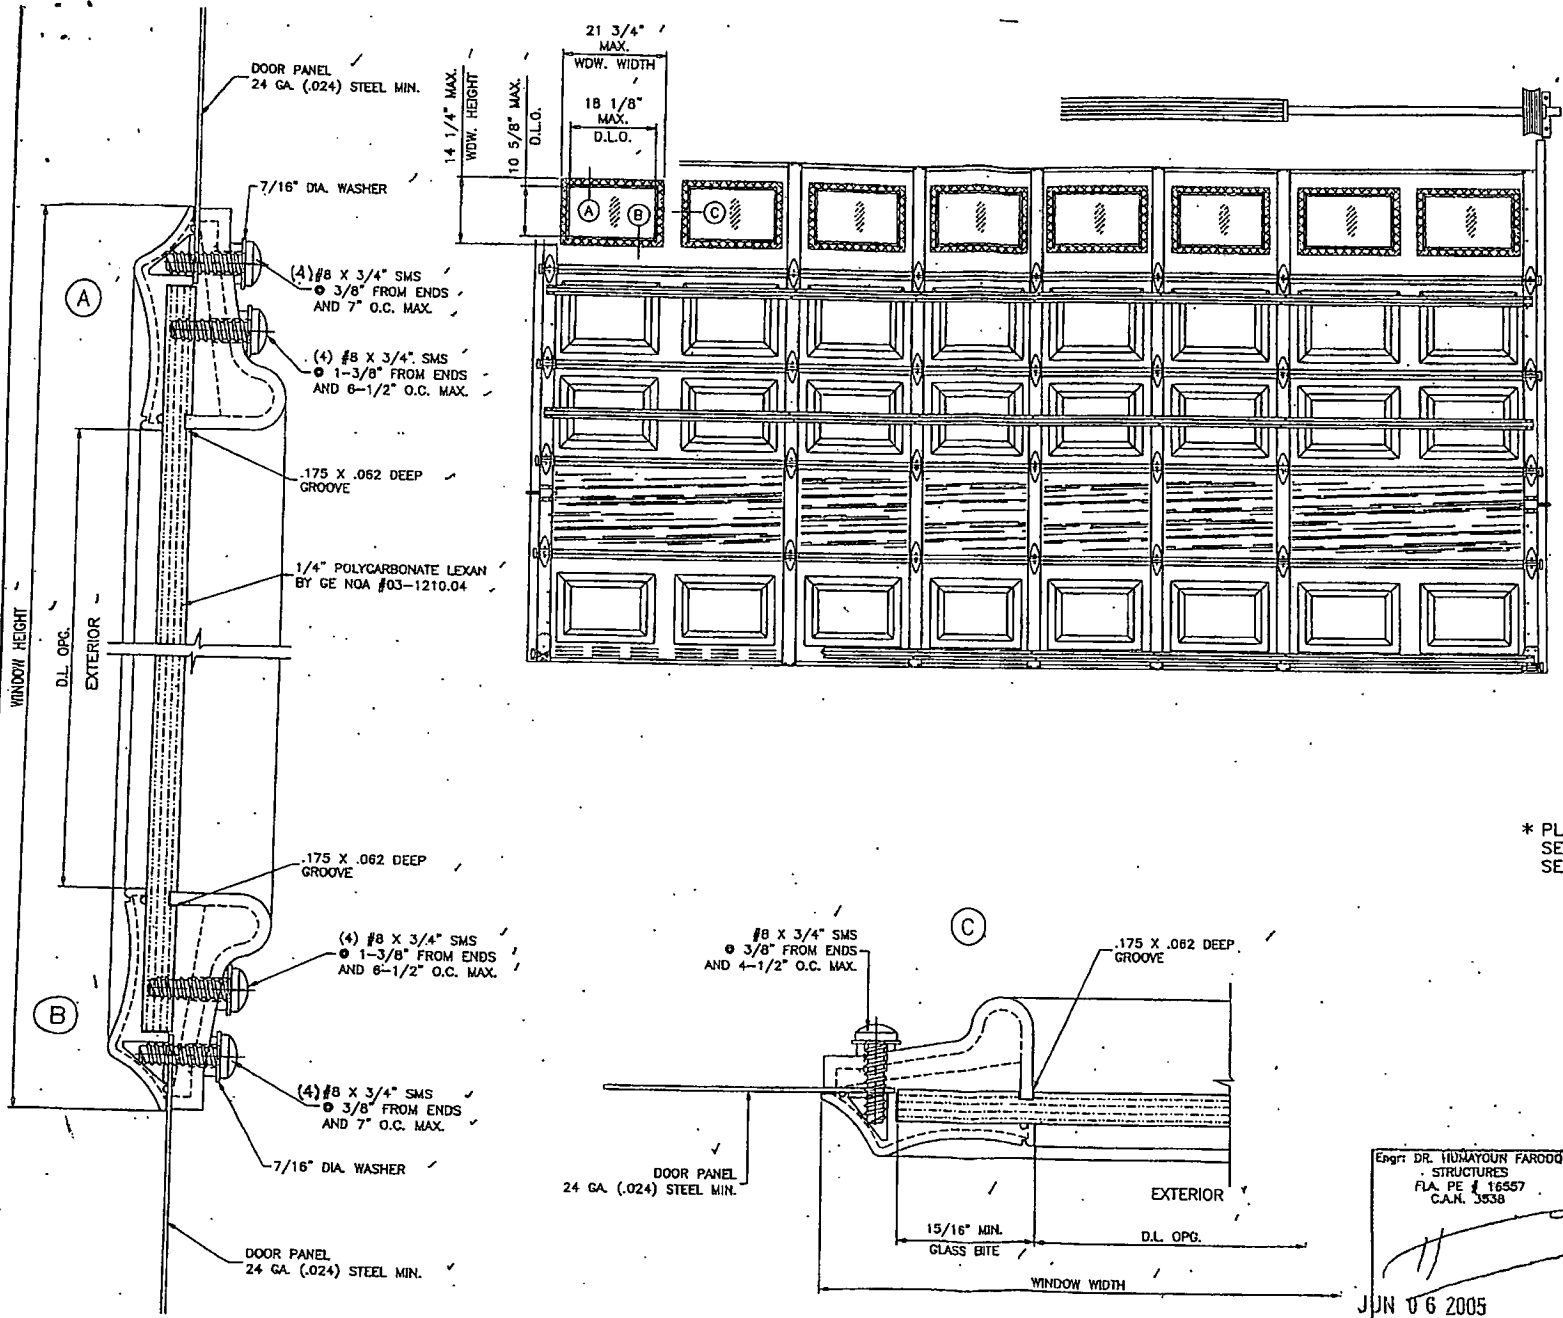 DOOR PANEL
24 GA. (.024) STEEL MIN.
7/16" DIA. WASHER
A
(4) #8 X 3/4" SMS
@ 3/8" FROM ENDS
AND 7" O.C. MAX.
(4) #8 X 3/4" SMS
@ 1-3/8" FROM ENDS
AND 6-1/2" O.C. MAX.
.175 X .062 DEEP
GROOVE
1/4" POLYCARBONATE LEXAN
BY GE NOA #03-1210.04
WINDOW HEIGHT
D.L. OPG.
EXTERIOR
.175 X .062 DEEP
GROOVE
(4) #8 X 3/4" SMS
@ 1-3/8" FROM ENDS
AND 6-1/2" O.C. MAX.
B
(4) #8 X 3/4" SMS
@ 3/8" FROM ENDS
AND 7" O.C. MAX.
7/16" DIA. WASHER
DOOR PANEL
24 GA. (.024) STEEL MIN.
21 3/4"
MAX.
WDW. WIDTH
18 1/8"
MAX.
D.L.O.
14 1/4" MAX.
WDW. HEIGHT
10 5/8" MAX.
D.L.O.
A
B
C
* PL
SE
SE
C
#8 X 3/4" SMS
@ 3/8" FROM ENDS
AND 4-1/2" O.C. MAX.
.175 X .062 DEEP
GROOVE
DOOR PANEL
24 GA. (.024) STEEL MIN.
EXTERIOR
15/16" MIN.
GLASS BITE
D.L. OPG.
WINDOW WIDTH
Engr: DR. HUMAYOUN FAROOQ
STRUCTURES
FLA. PE # 16557
C.A.N. 3538
JUN 06 2005